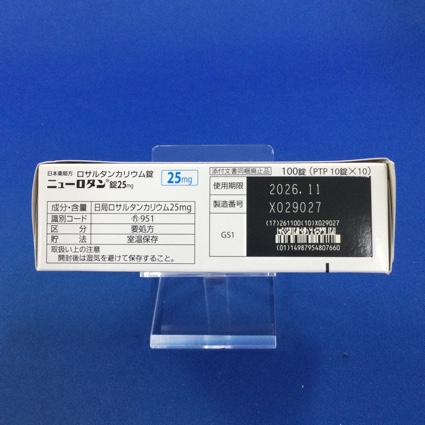 日本薬局方 ロサルタンカリウム錠
ニューロタン®錠25mg
25mg
成分・含量 日局ロサルタンカリウム25mg
識別コード 951
区分 要処方
貯法 室温保存
取扱い上の注意
開封後は湿気を避けて保存すること。
添付文書同梱廃止品 100錠 (PTP 10錠×10)
使用期限 2026.11
製造番号 X029027
GS1
(17)261100(10)X029027
(01)14987954807660